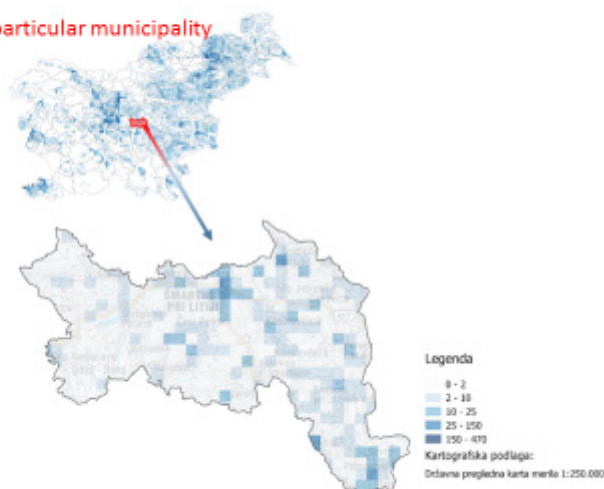 particular municipality
ŠMARTNO
PRI LITIJI
Legenda
0 - 2
2 - 10
10 - 25
25 - 150
150 - 470
Kartografska podlaga:
Državna pregledna karta merila 1:250.000